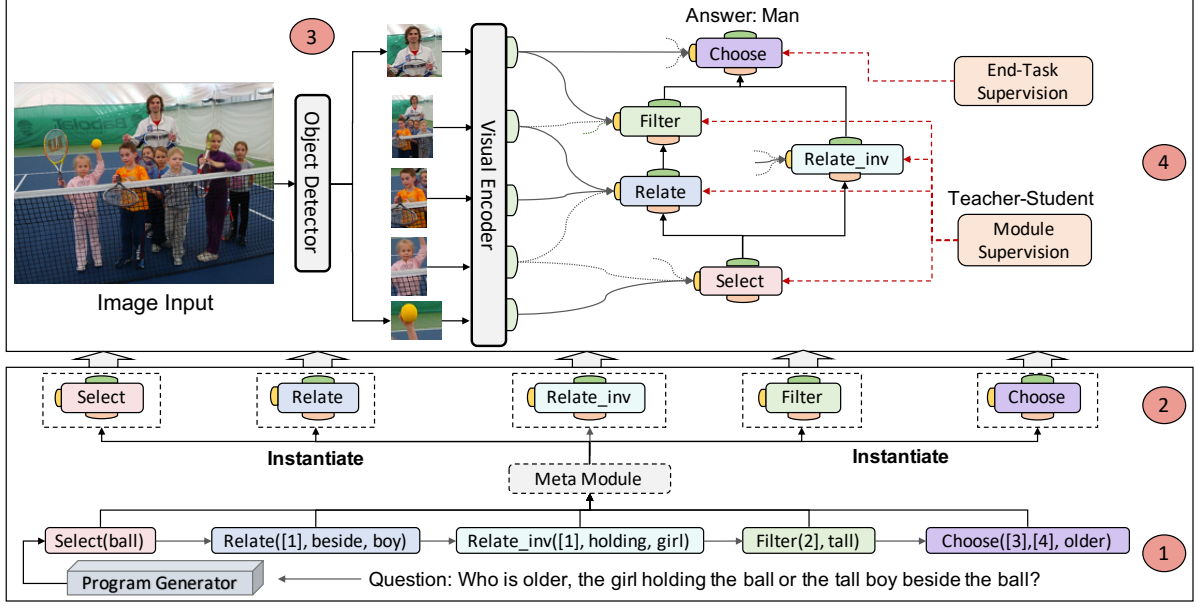 Answer: Man
3
Choose
End-Task
Supervision
Object Detector
Visual Encoder
Filter
Relate_inv
4
Relate
Teacher-Student
Module
Supervision
Select
Image Input
Select
Relate
Relate_inv
Filter
Choose
2
Instantiate
Instantiate
Meta Module
Select(ball)
Relate([1], beside, boy)
Relate_inv([1], holding, girl)
Filter(2], tall)
Choose([3],[4], older)
1
Program Generator
Question: Who is older, the girl holding the ball or the tall boy beside the ball?